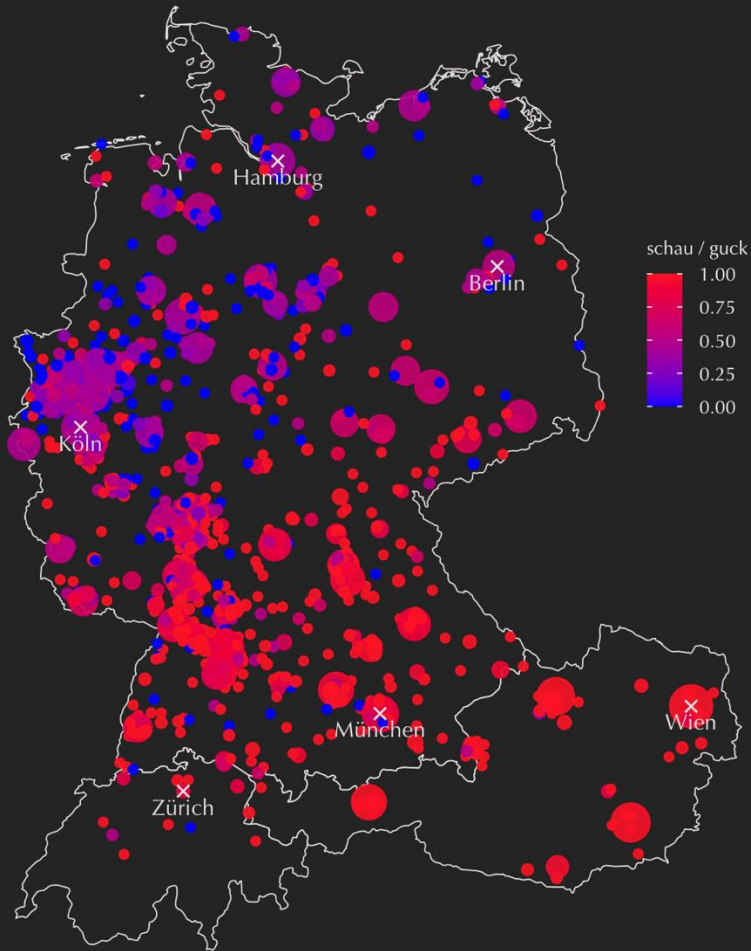 Hamburg
Berlin
schau / guck
1.00
0.75
0.50
0.25
0.00
Köln
München
Wien
Zürich